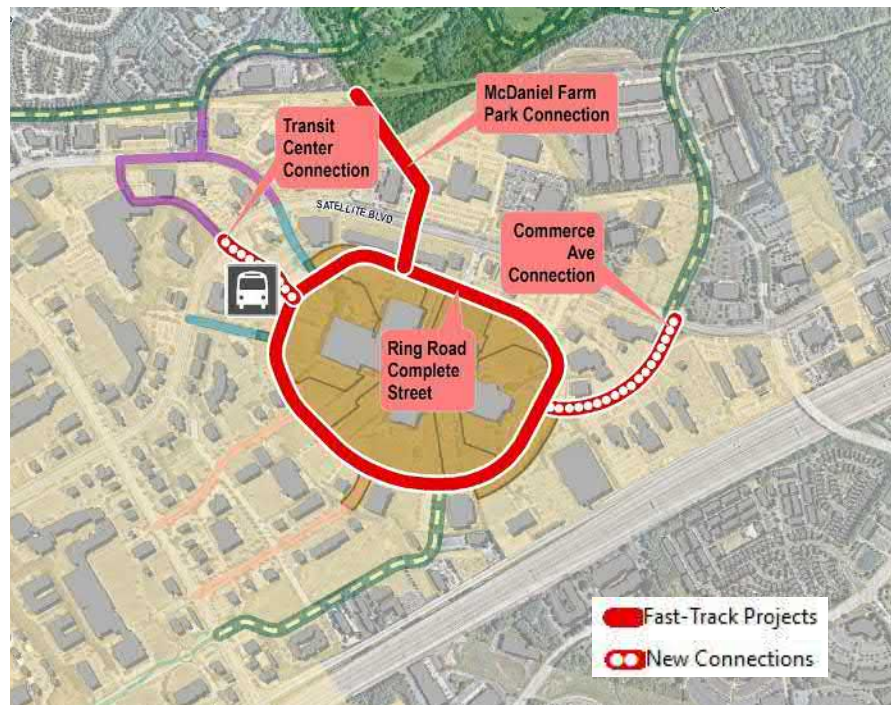 McDaniel Farm
Park Connection
Transit
Center
Connection
SATELLITE BLVD
Commerce
Ave
Connection
Ring Road
Complete
Street
Fast-Track Projects
New Connections